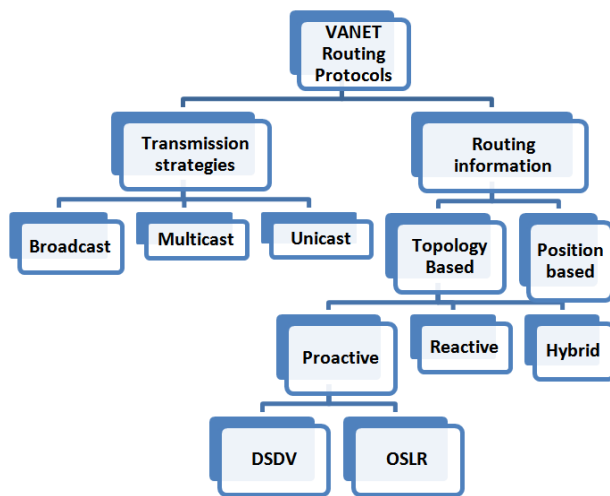 VANET
Routing
Protocols
Transmission
strategies
Routing
information
Broadcast
Multicast
Unicast
Topology
Based
Position
based
Proactive
Reactive
Hybrid
DSDV
OSLR